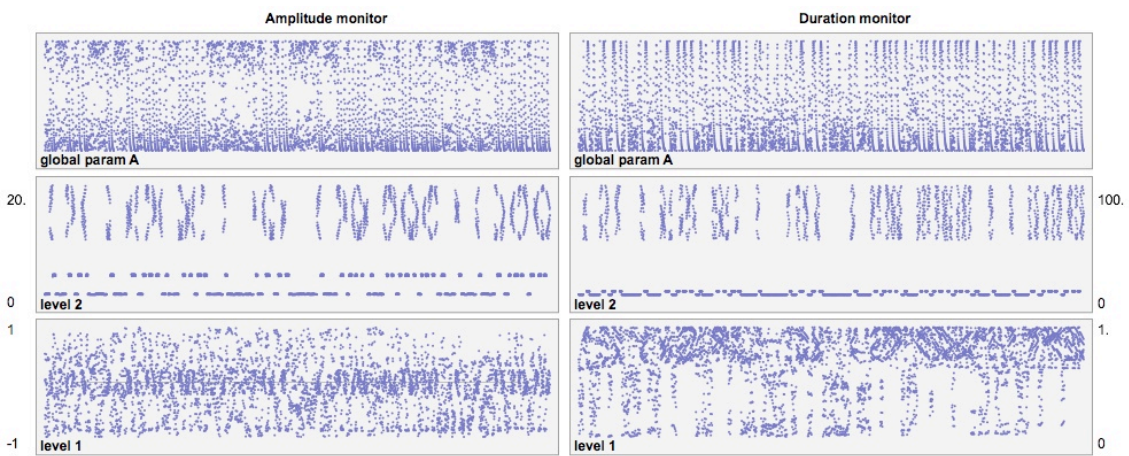 Amplitude monitor
Duration monitor
global param A
global param A
20.
100.
0
level 2
level 2
0
1
1.
-1
level 1
level 1
0